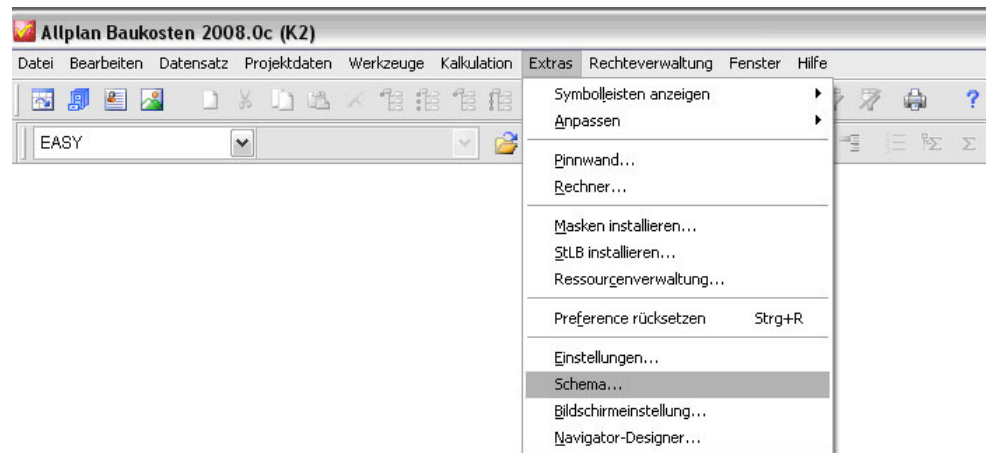 Allplan Baukosten 2008.0c (K2)
Datei Bearbeiten Datensatz Projektdaten Werkzeuge Kalkulation Extras Rechteverwaltung Fenster Hilfe
EASY
Symbolleisten anzeigen
Anpassen
Pinnwand...
Rechner...
Masken installieren...
StLB installieren...
Ressourcenverwaltung...
Preference rücksetzen Strg+R
Einstellungen...
Schema...
Bildschirmeinstellung...
Navigator-Designer...